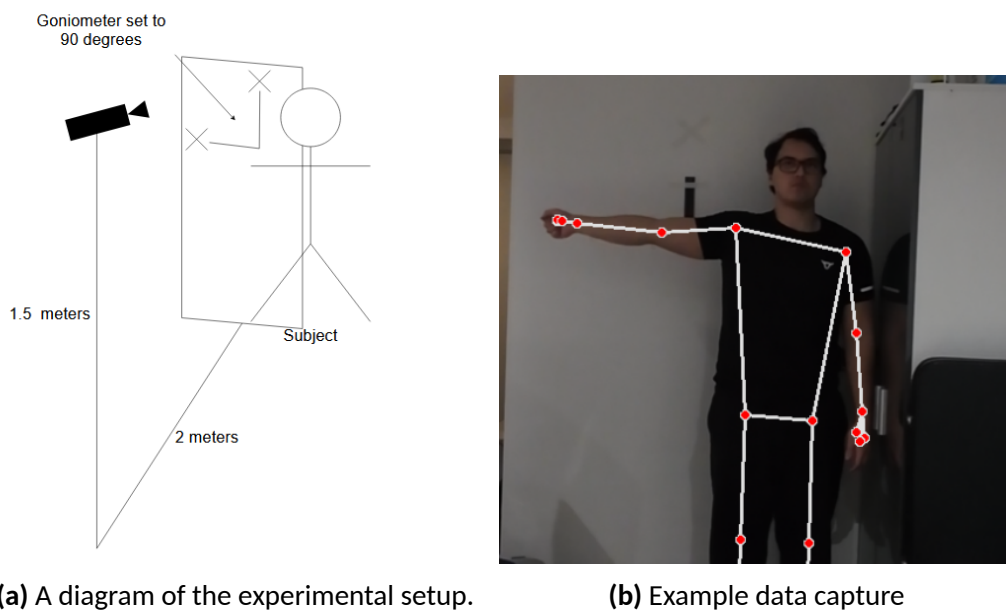 Goniometer set to
90 degrees
1.5 meters
Subject
2 meters
(a) A diagram of the experimental setup.
(b) Example data capture